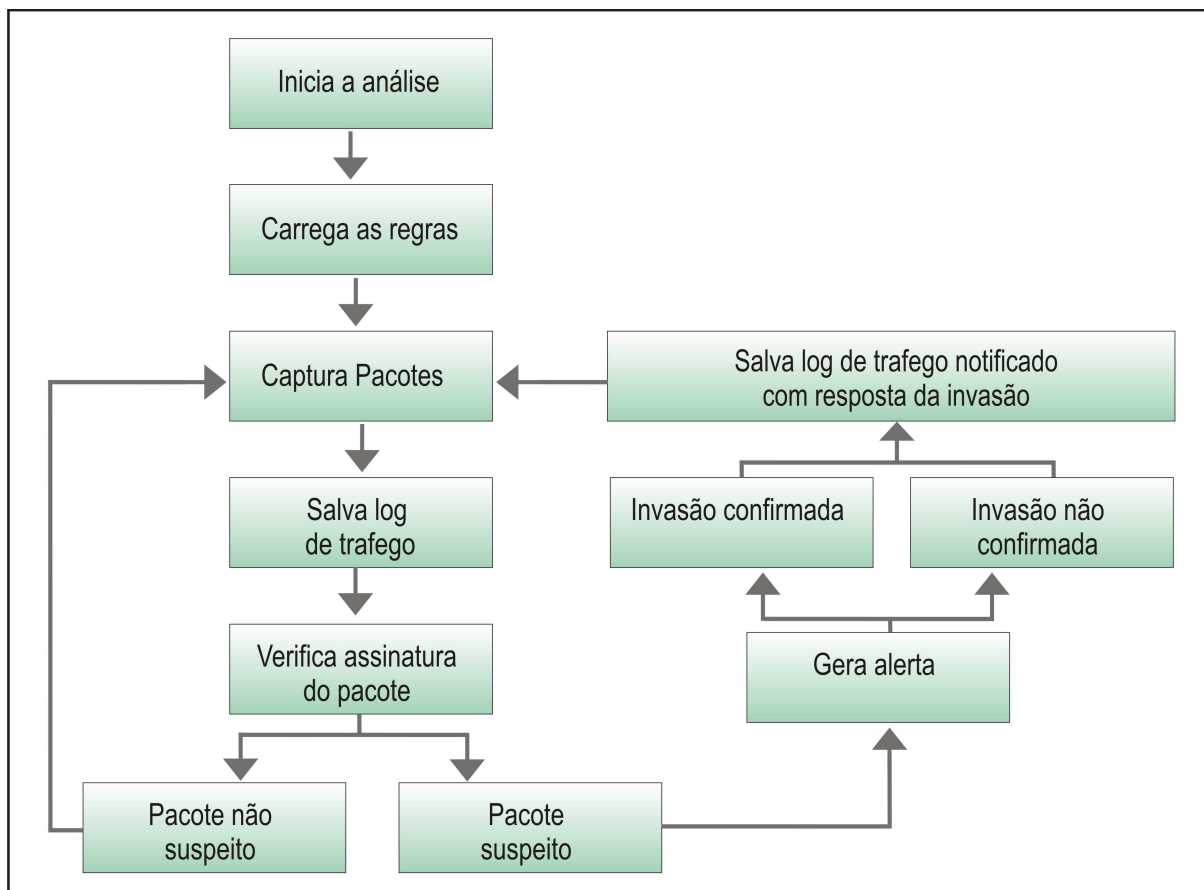 Inicia a análise
Carrega as regras
Captura Pacotes
Salva log
de trafego
Verifica assinatura
do pacote
Pacote não
suspeito
Pacote
suspeito
Gera alerta
Invasão confirmada
Invasão não
confirmada
Salva log de trafego notificado
com resposta da invasão